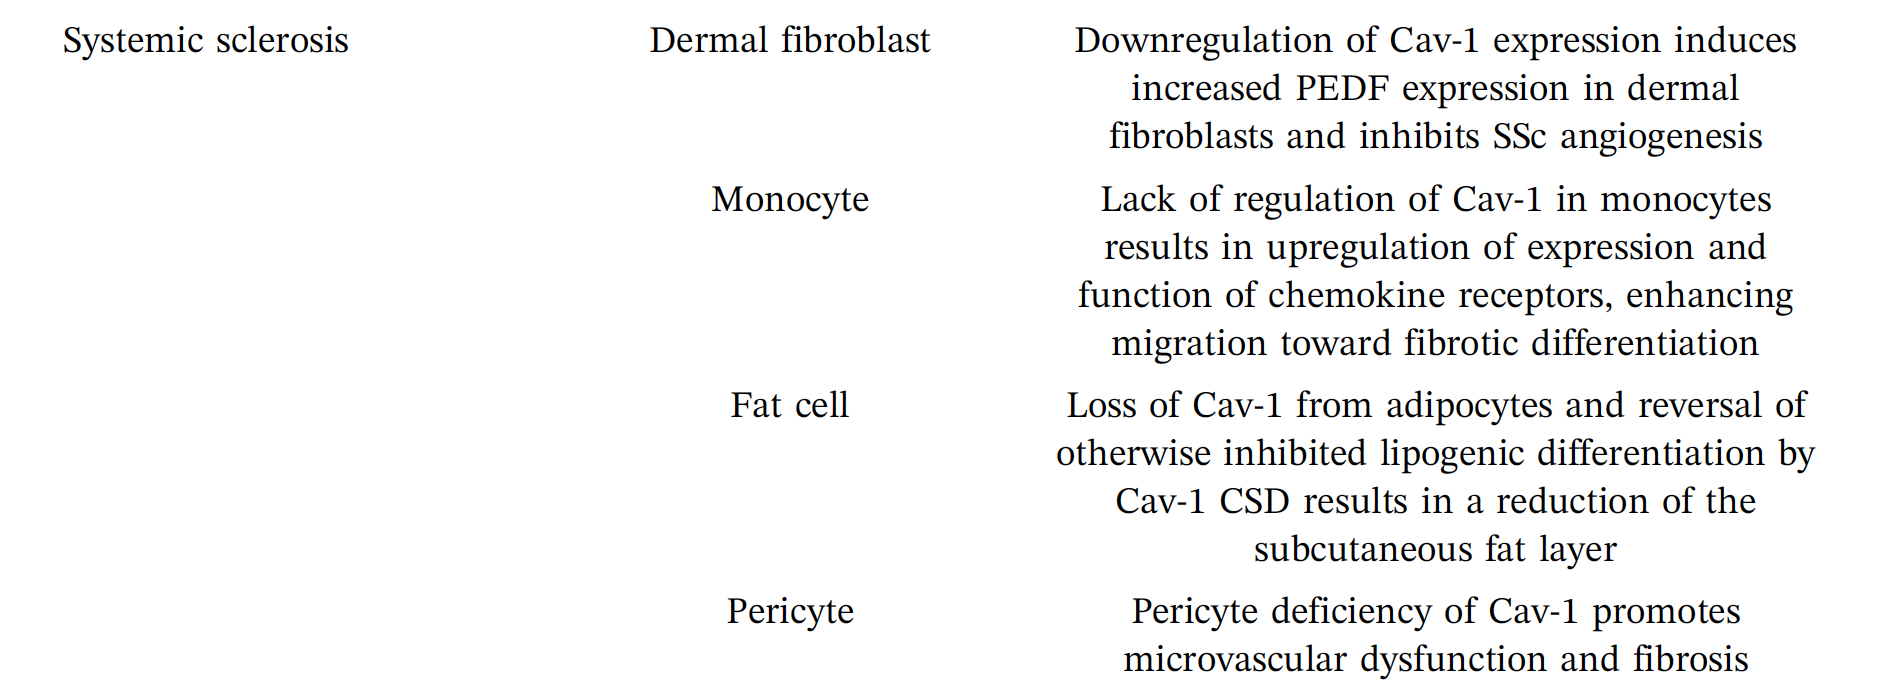 Systemic sclerosis
Dermal fibroblast
Downregulation of Cav-1 expression induces
increased PEDF expression in dermal
fibroblasts and inhibits SSc angiogenesis
Monocyte
Lack of regulation of Cav-1 in monocytes
results in upregulation of expression and
function of chemokine receptors, enhancing
migration toward fibrotic differentiation
Fat cell
Loss of Cav-1 from adipocytes and reversal of
otherwise inhibited lipogenic differentiation by
Cav-1 CSD results in a reduction of the
subcutaneous fat layer
Pericyte
Pericyte deficiency of Cav-1 promotes
microvascular dysfunction and fibrosis